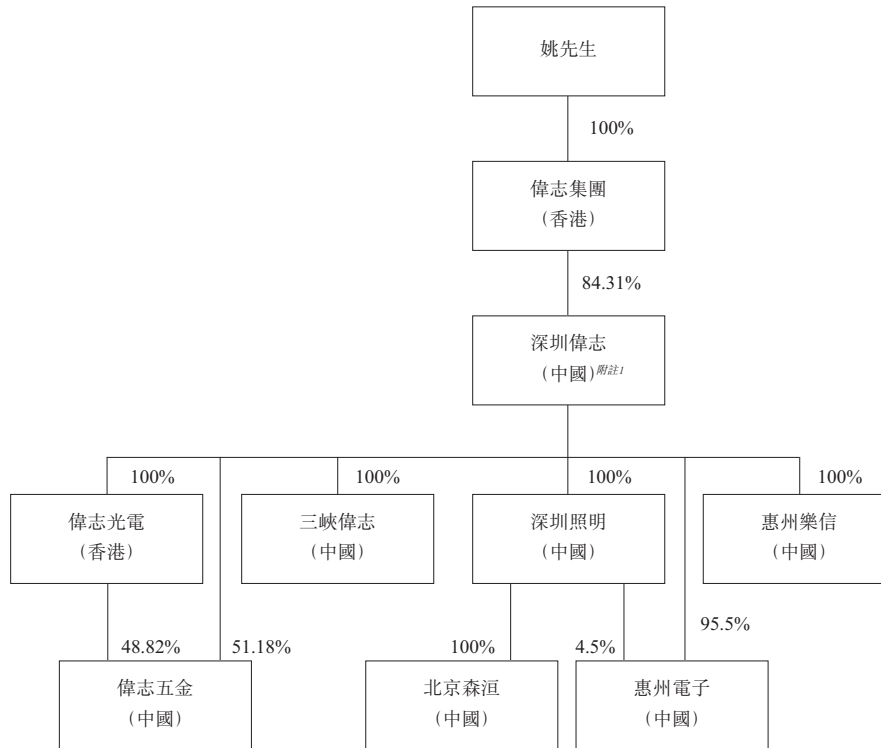 姚先生
100%
偉志集團
(香港)
84.31%
深圳偉志
(中國)附註1
100%
100%
100%
100%
偉志光電
(香港)
三峽偉志
(中國)
深圳照明
(中國)
惠州樂信
(中國)
95.5%
48.82%
51.18%
100%
4.5%
偉志五金
(中國)
北京森洹
(中國)
惠州電子
(中國)